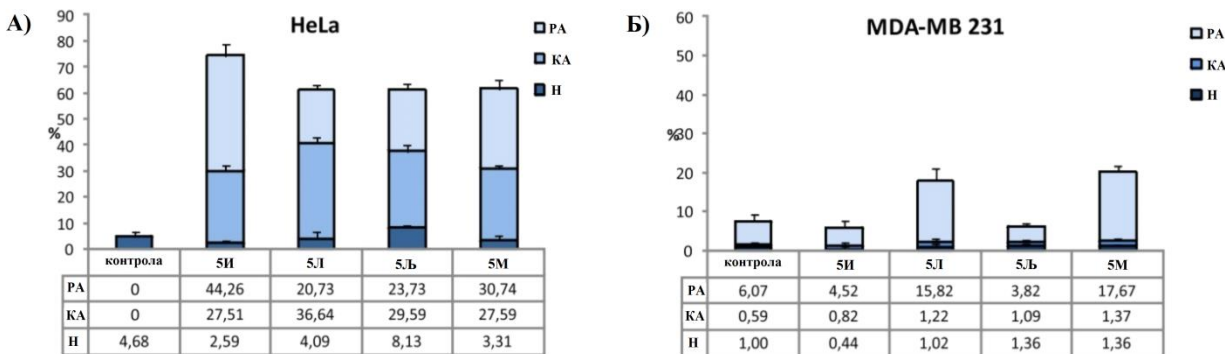 А)
HeLa
90
80
70
60
50
%
40
30
20
10
0
РА
КА
Н
контрола 5И 5Л 5Љ 5М
РА 0 44,26 20,73 23,73 30,74
КА 0 27,51 36,64 29,59 27,59
Н 4,68 2,59 4,09 8,13 3,31
Б)
MDA-MB 231
60
50
40
%30
20
10
0
РА
КА
Н
контрола 5И 5Л 5Љ 5М
РА 6,07 4,52 15,82 3,82 17,67
КА 0,59 0,82 1,22 1,09 1,37
Н 1,00 0,44 1,02 1,36 1,36